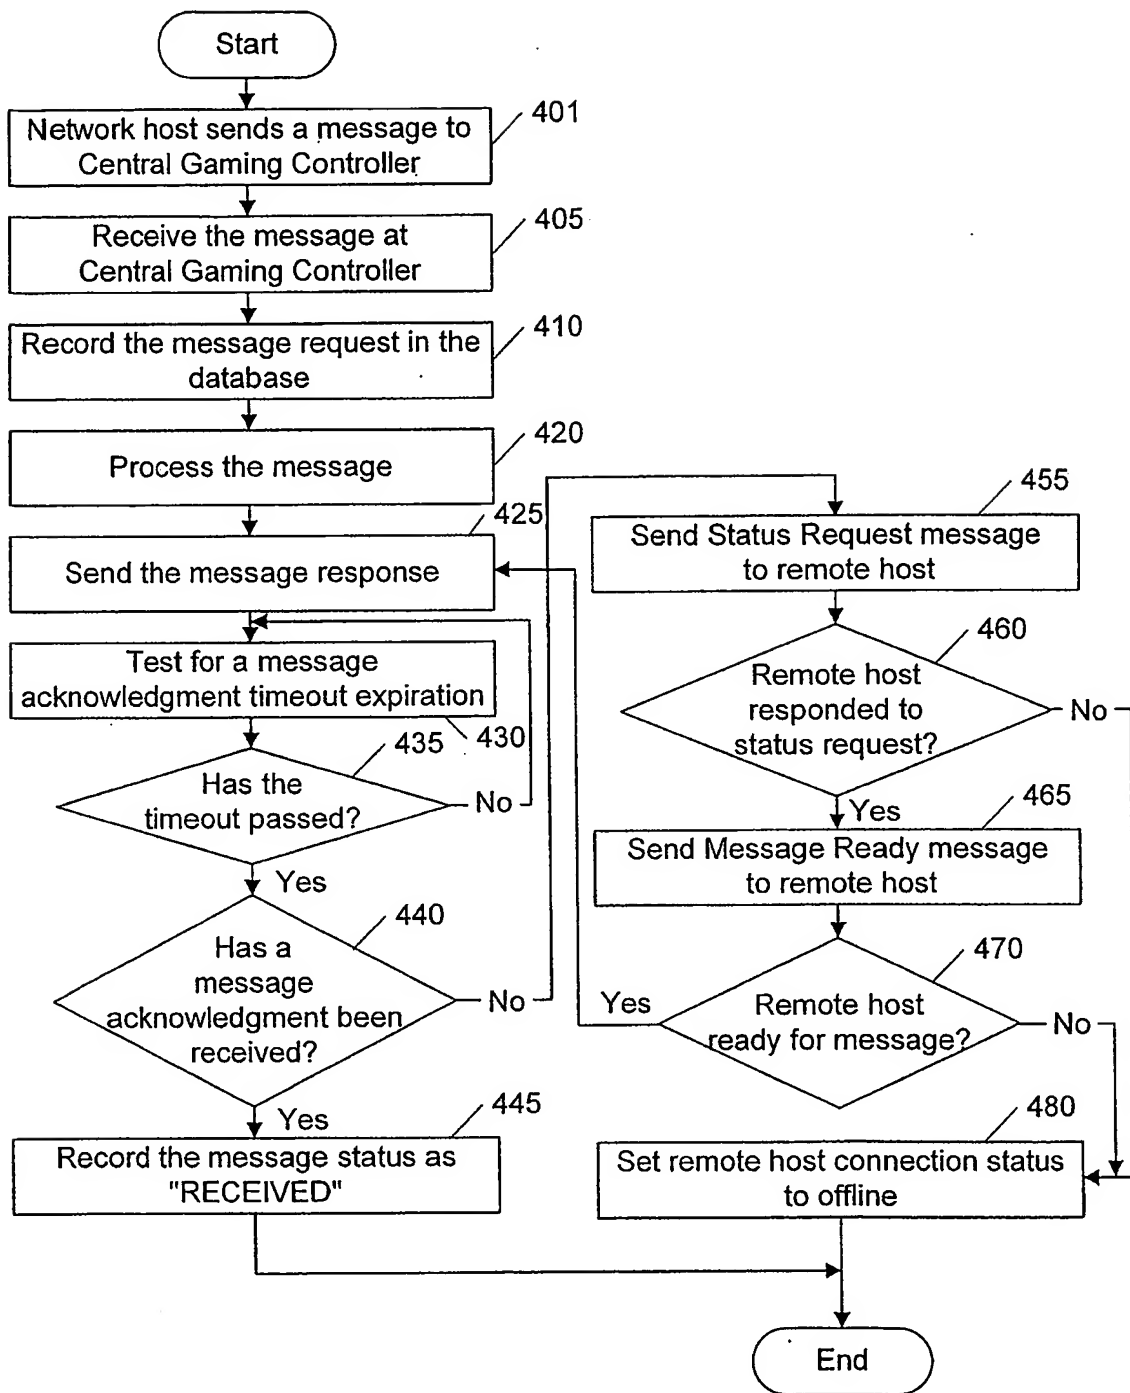 Start
Network host sends a message to
Central Gaming Controller
401
Receive the message at
Central Gaming Controller
405
Record the message request in the
database
410
Process the message
420
Send the message response
425
Test for a message
acknowledgment timeout expiration
430
Has the
timeout passed?
435
No
Yes
Has a
message
acknowledgment been
received?
440
No
Yes
Record the message status as
"RECEIVED"
445
Send Status Request message
to remote host
455
Remote host
responded to
status request?
460
No
Yes
Send Message Ready message
to remote host
465
Remote host
ready for message?
470
Yes
No
Set remote host connection status
to offline
480
End